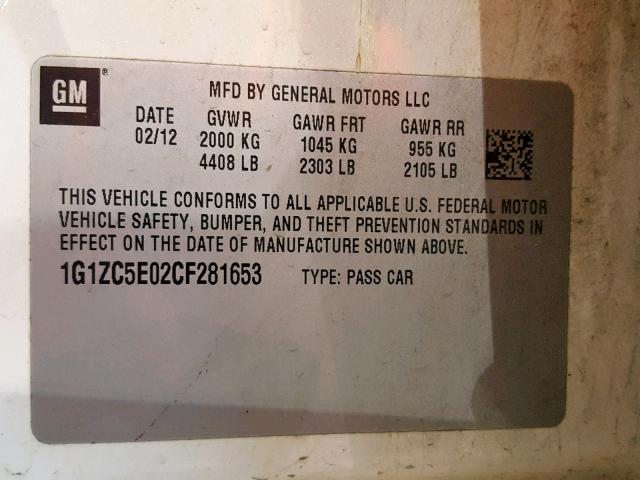 GM®
MFD BY GENERAL MOTORS LLC
DATE GVWR GAWR FRT GAWR RR
02/12 2000 KG 1045 KG 955 KG
4408 LB 2303 LB 2105 LB
THIS VEHICLE CONFORMS TO ALL APPLICABLE U.S. FEDERAL MOTOR
VEHICLE SAFETY, BUMPER, AND THEFT PREVENTION STANDARDS IN
EFFECT ON THE DATE OF MANUFACTURE SHOWN ABOVE.
1G1ZC5E02CF281653 TYPE: PASS CAR